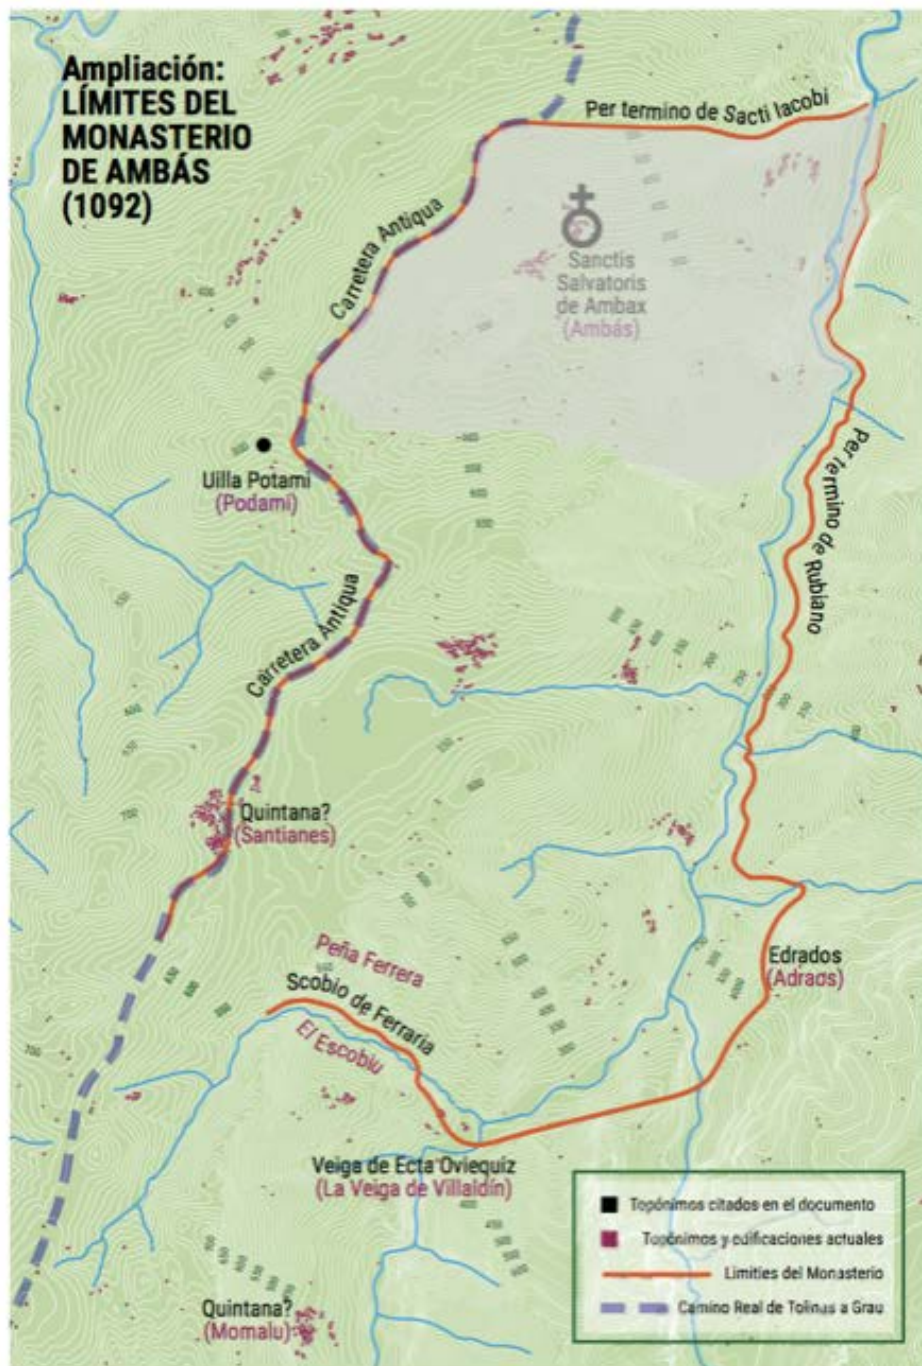 Ampliación:
LÍMITES DEL
MONASTERIO
DE AMBÁS
(1092)
Per termino de Sacti Iacobi
Carretera Antiqua
Sanctis
Salvatoris
de Ambax
(Ambás)
Uilla Potami
(Podami)
Per termino de Rubiano
Carretera Antiqua
Quintana?
(Santianes)
Peña Ferrera
Scobio de Ferraria
El Escobiu
Edrados
(Adraos)
Veiga de Ecta Oviequiz
(La Veiga de Villaldín)
Quintana?
(Momalu)
Topónimos citados en el documento
Topónimos y edificaciones actuales
Limities del Monasterio
Camino Real de Tolinas a Grau